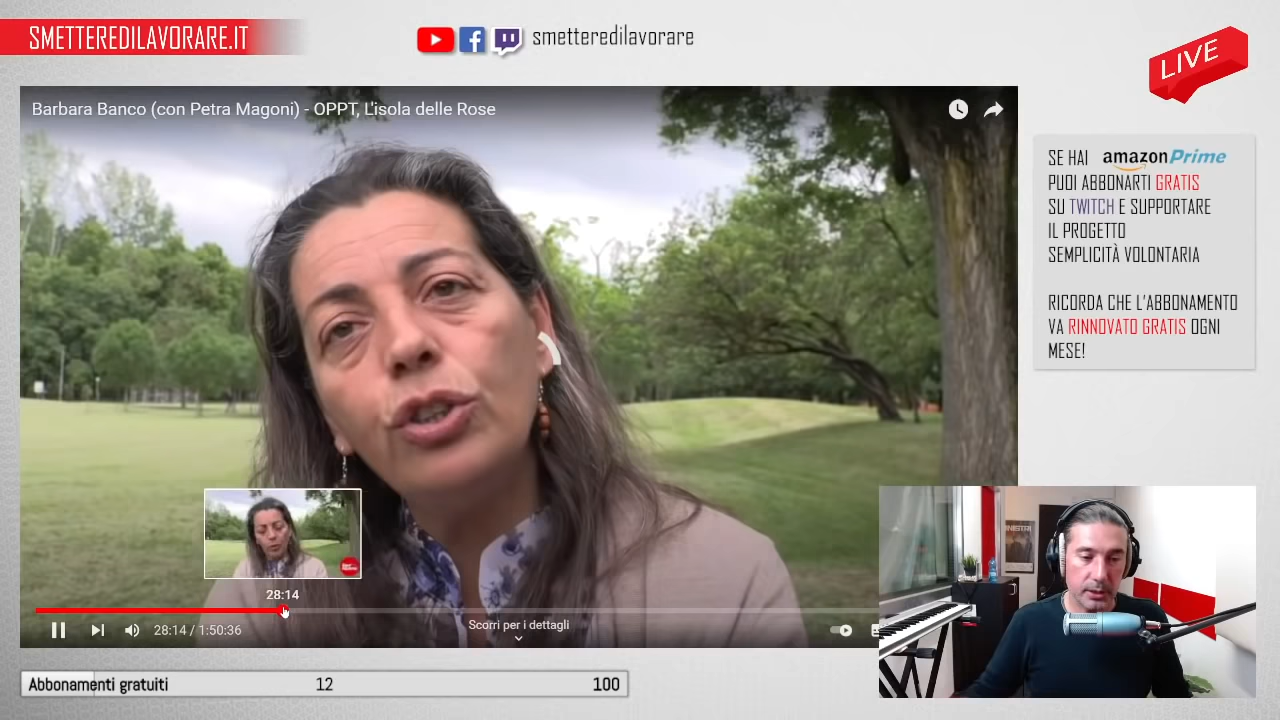 SMETTEREDILAVORARE.IT
smetteredilavorare
LIVE
Barbara Banco (con Petra Magoni) - OPPT, L'isola delle Rose
SE HAI amazonPrime
PUOI ABBONARTI GRATIS
SU TWITCH E SUPPORTARE
IL PROGETTO
SEMPLICITÀ VOLONTARIA
RICORDA CHE L'ABBONAMENTO
VA RINNOVATO GRATIS OGNI
MESE!
28:14
28:14 / 1:50:36
Scorri per i dettagli
Abbonamenti gratuiti 12 100